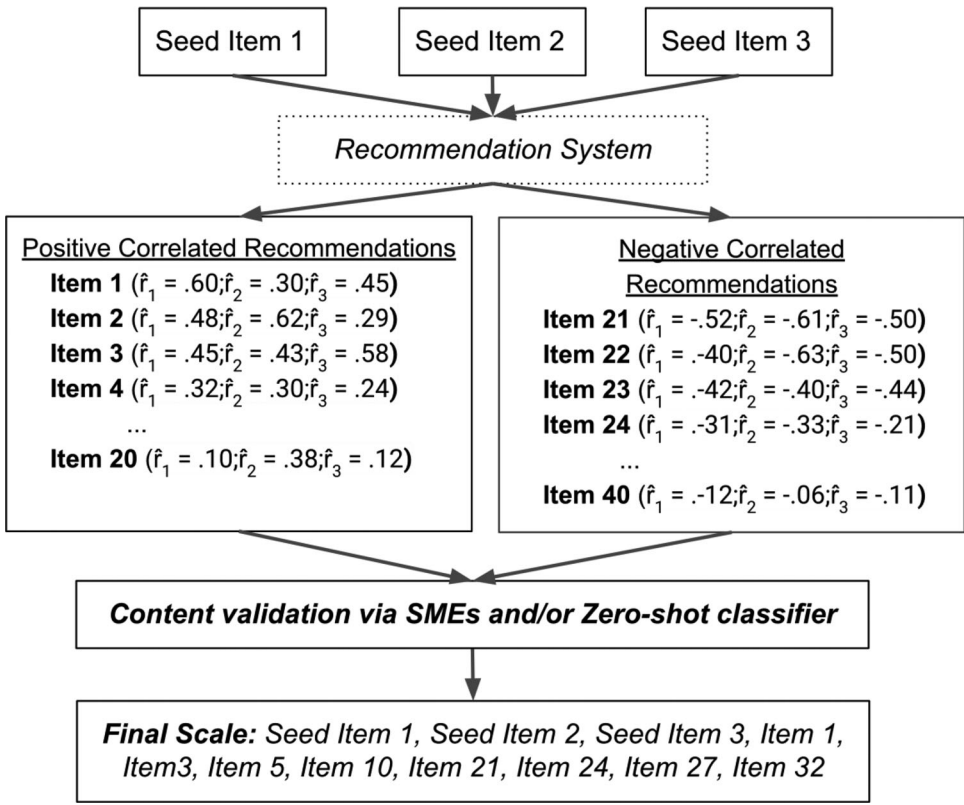 Seed Item 1
Seed Item 2
Seed Item 3
Recommendation System
Positive Correlated Recommendations
Item 1 (r̂₁ = .60;r̂₂ = .30;r̂₃ = .45)
Item 2 (r̂₁ = .48;r̂₂ = .62;r̂₃ = .29)
Item 3 (r̂₁ = .45;r̂₂ = .43;r̂₃ = .58)
Item 4 (r̂₁ = .32;r̂₂ = .30;r̂₃ = .24)
...
Item 20 (r̂₁ = .10;r̂₂ = .38;r̂₃ = .12)
Negative Correlated
Recommendations
Item 21 (r̂₁ = -.52;r̂₂ = -.61;r̂₃ = -.50)
Item 22 (r̂₁ = .-40;r̂₂ = -.63;r̂₃ = -.50)
Item 23 (r̂₁ = -.42;r̂₂ = -.40;r̂₃ = -.44)
Item 24 (r̂₁ = .-31;r̂₂ = -.33;r̂₃ = -.21)
...
Item 40 (r̂₁ = .-12;r̂₂ = -.06;r̂₃ = -.11)
Content validation via SMEs and/or Zero-shot classifier
Final Scale: Seed Item 1, Seed Item 2, Seed Item 3, Item 1,
Item3, Item 5, Item 10, Item 21, Item 24, Item 27, Item 32